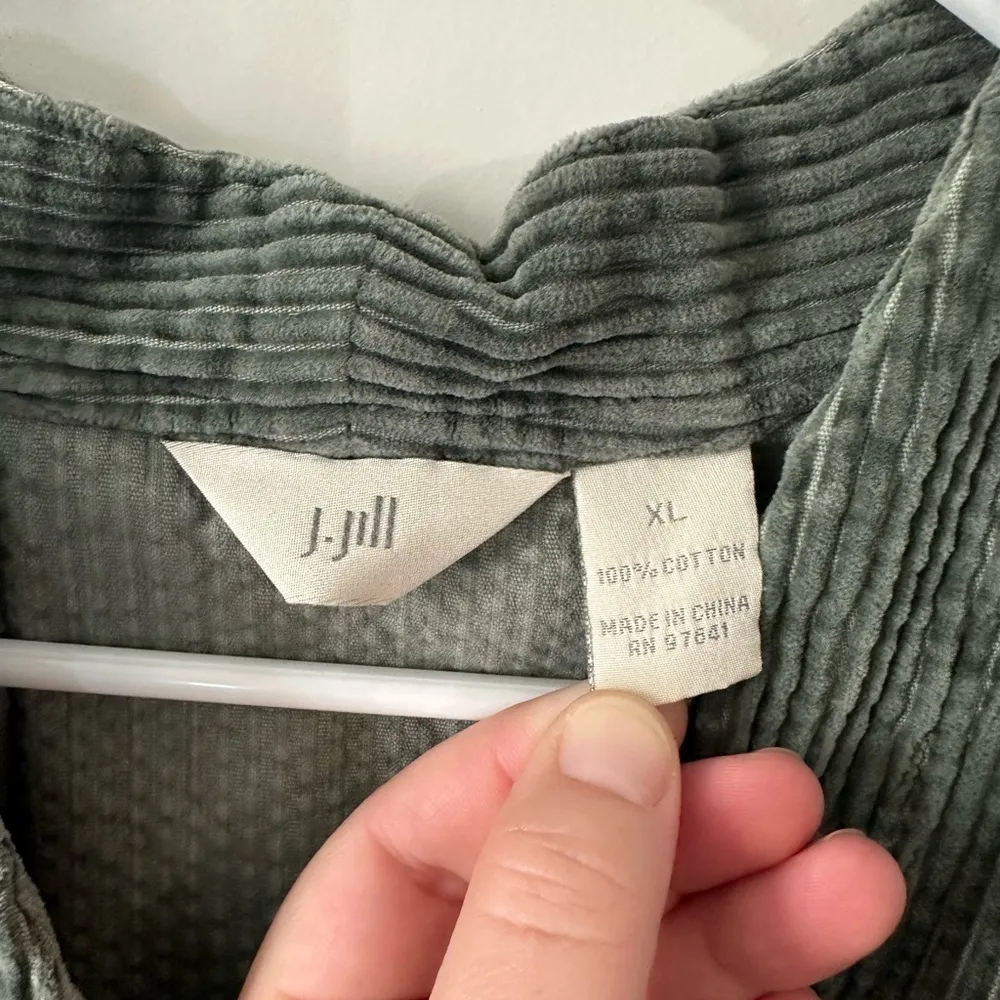 J.Jill
XL
100% COTTON
MADE IN CHINA
RN 97841